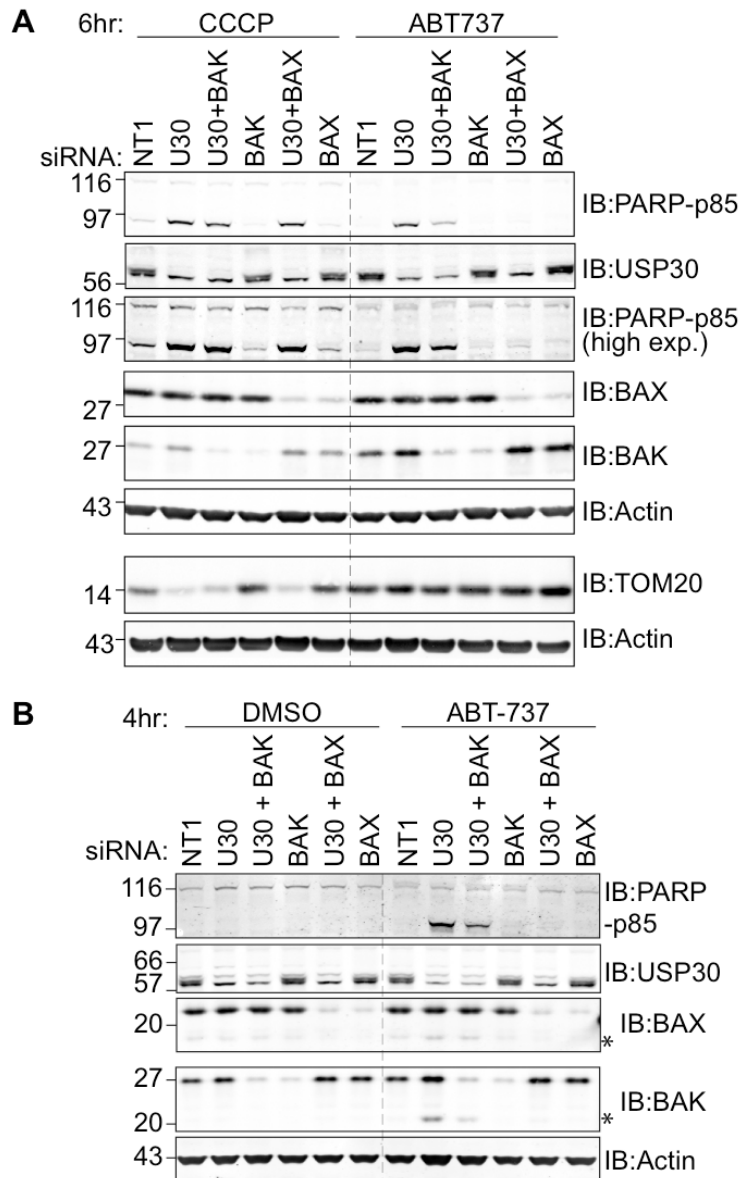 A
6hr: CCCP ABT737
siRNA: NT1 U30 U30+BAK BAK U30+BAX BAX NT1 U30 U30+BAK BAK U30+BAX BAX
116
97
IB:PARP-p85
56
IB:USP30
116
97
IB:PARP-p85
(high exp.)
27
IB:BAX
27
IB:BAK
43
IB:Actin
14
IB:TOM20
43
IB:Actin
B
4hr: DMSO ABT-737
siRNA: NT1 U30 U30 + BAK BAK U30 + BAX BAX NT1 U30 U30 + BAK BAK U30 + BAX BAX
116 IB:PARP
97 -p85
66
57
IB:USP30
20
IB:BAX
*
27
IB:BAK
20 *
43 IB:Actin